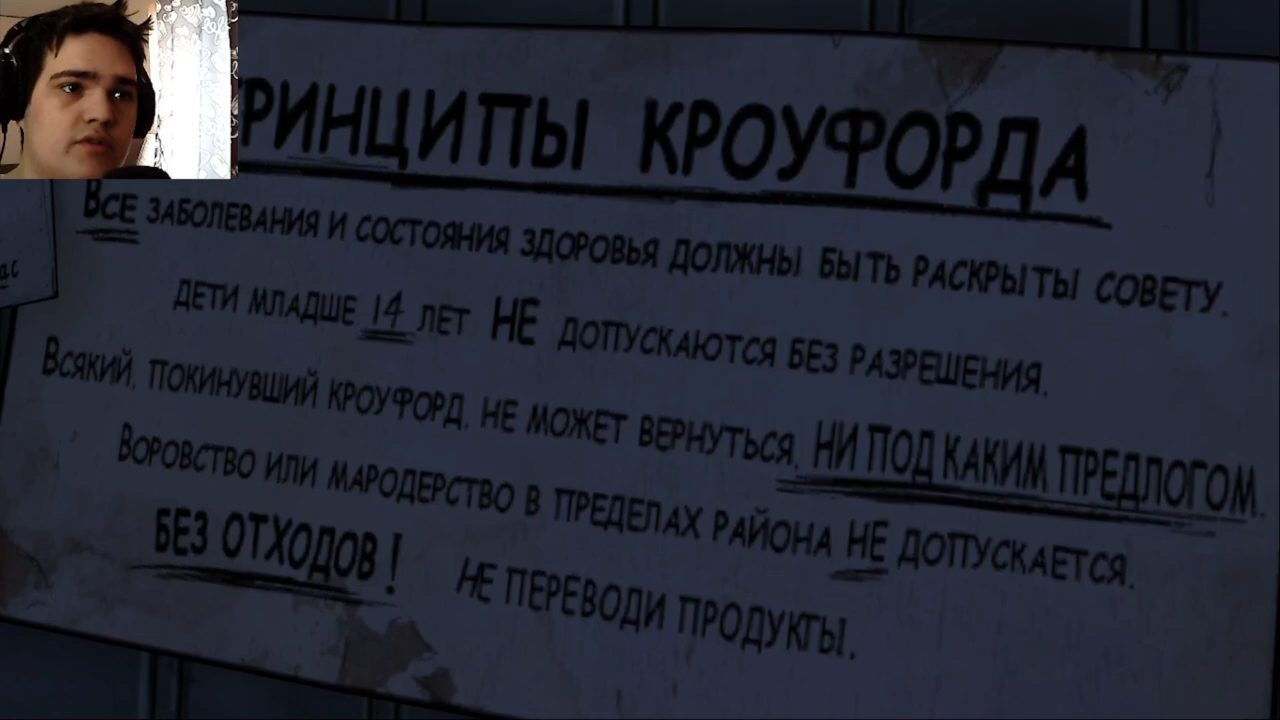 ПРИНЦИПЫ КРОУФОРДА
ВСЕ ЗАБОЛЕВАНИЯ И СОСТОЯНИЯ ЗДОРОВЬЯ ДОЛЖНЫ БЫТЬ РАСКРЫТЫ СОВЕТУ.
ас
ДЕТИ МЛАДШЕ 14 ЛЕТ НЕ ДОПУСКАЮТСЯ БЕЗ РАЗРЕШЕНИЯ.
ВСЯКИЙ, ПОКИНУВШИЙ КРОУФОРД, НЕ МОЖЕТ ВЕРНУТЬСЯ, НИ ПОД КАКИМ ПРЕДЛОГОМ.
ВОРОВСТВО ИЛИ МАРОДЕРСТВО В ПРЕДЕЛАХ РАЙОНА НЕ ДОПУСКАЕТСЯ.
БЕЗ ОТХОДОВ! НЕ ПЕРЕВОДИ ПРОДУКТЫ.